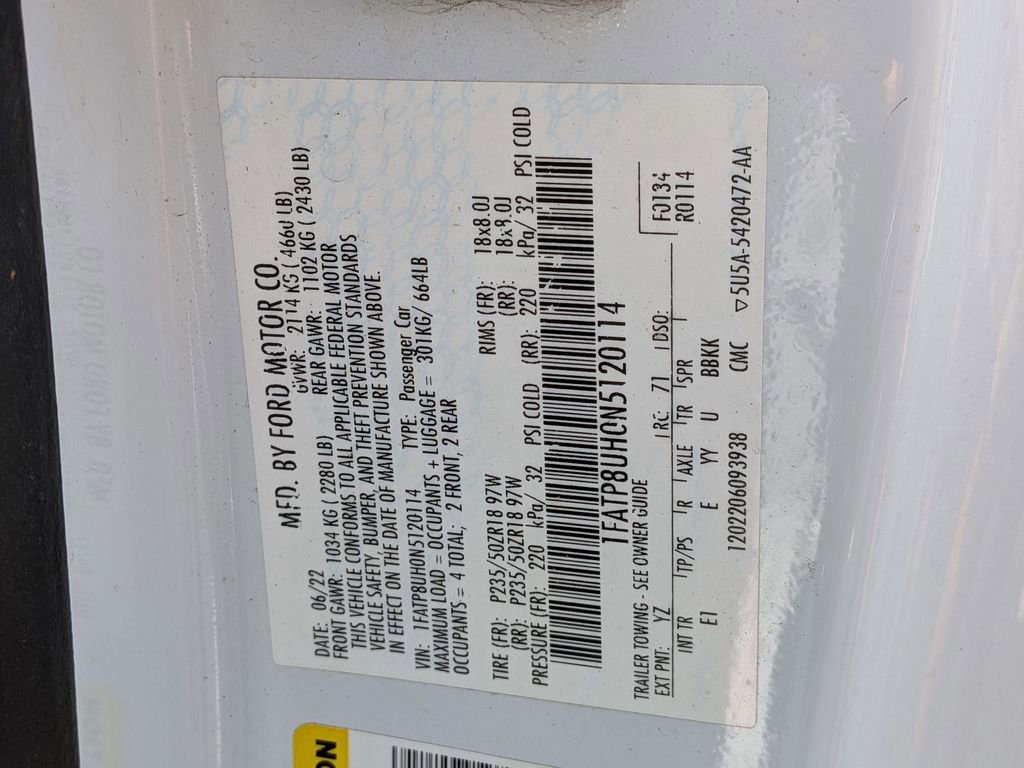 MFD. BY FORD MOTOR CO.
DATE: 06/22 GVWR: 2114 KG ( 4660 LB)
FRONT GAWR: 1034 KG ( 2280 LB) REAR GAWR: 1102 KG ( 2430 LB)
THIS VEHICLE CONFORMS TO ALL APPLICABLE FEDERAL MOTOR
VEHICLE SAFETY, BUMPER, AND THEFT PREVENTION STANDARDS
IN EFFECT ON THE DATE OF MANUFACTURE SHOWN ABOVE.
VIN: 1FATP8UH0N5120114 TYPE: Passenger Car
MAXIMUM LOAD = OCCUPANTS + LUGGAGE = 301KG/ 664LB
OCCUPANTS = 4 TOTAL; 2 FRONT, 2 REAR
TIRE (FR): P235/50ZR18 97W RIMS (FR): 18x8.0J
(RR): P235/50ZR18 97W (RR): 18x9.0J
PRESSURE (FR): 220 kPa/ 32 PSI COLD (RR): 220 kPa/ 32 PSI COLD
1FATP8UH0N5120114
TRAILER TOWING - SEE OWNER GUIDE
EXT PNT: YZ RC: 71 DSO: F0134
R0114
INT TR TP/PS R AXLE TR SPR
E1 E YY U BBKK
120220609393​8 CMC ▽5U5A-5420472-AA
ON